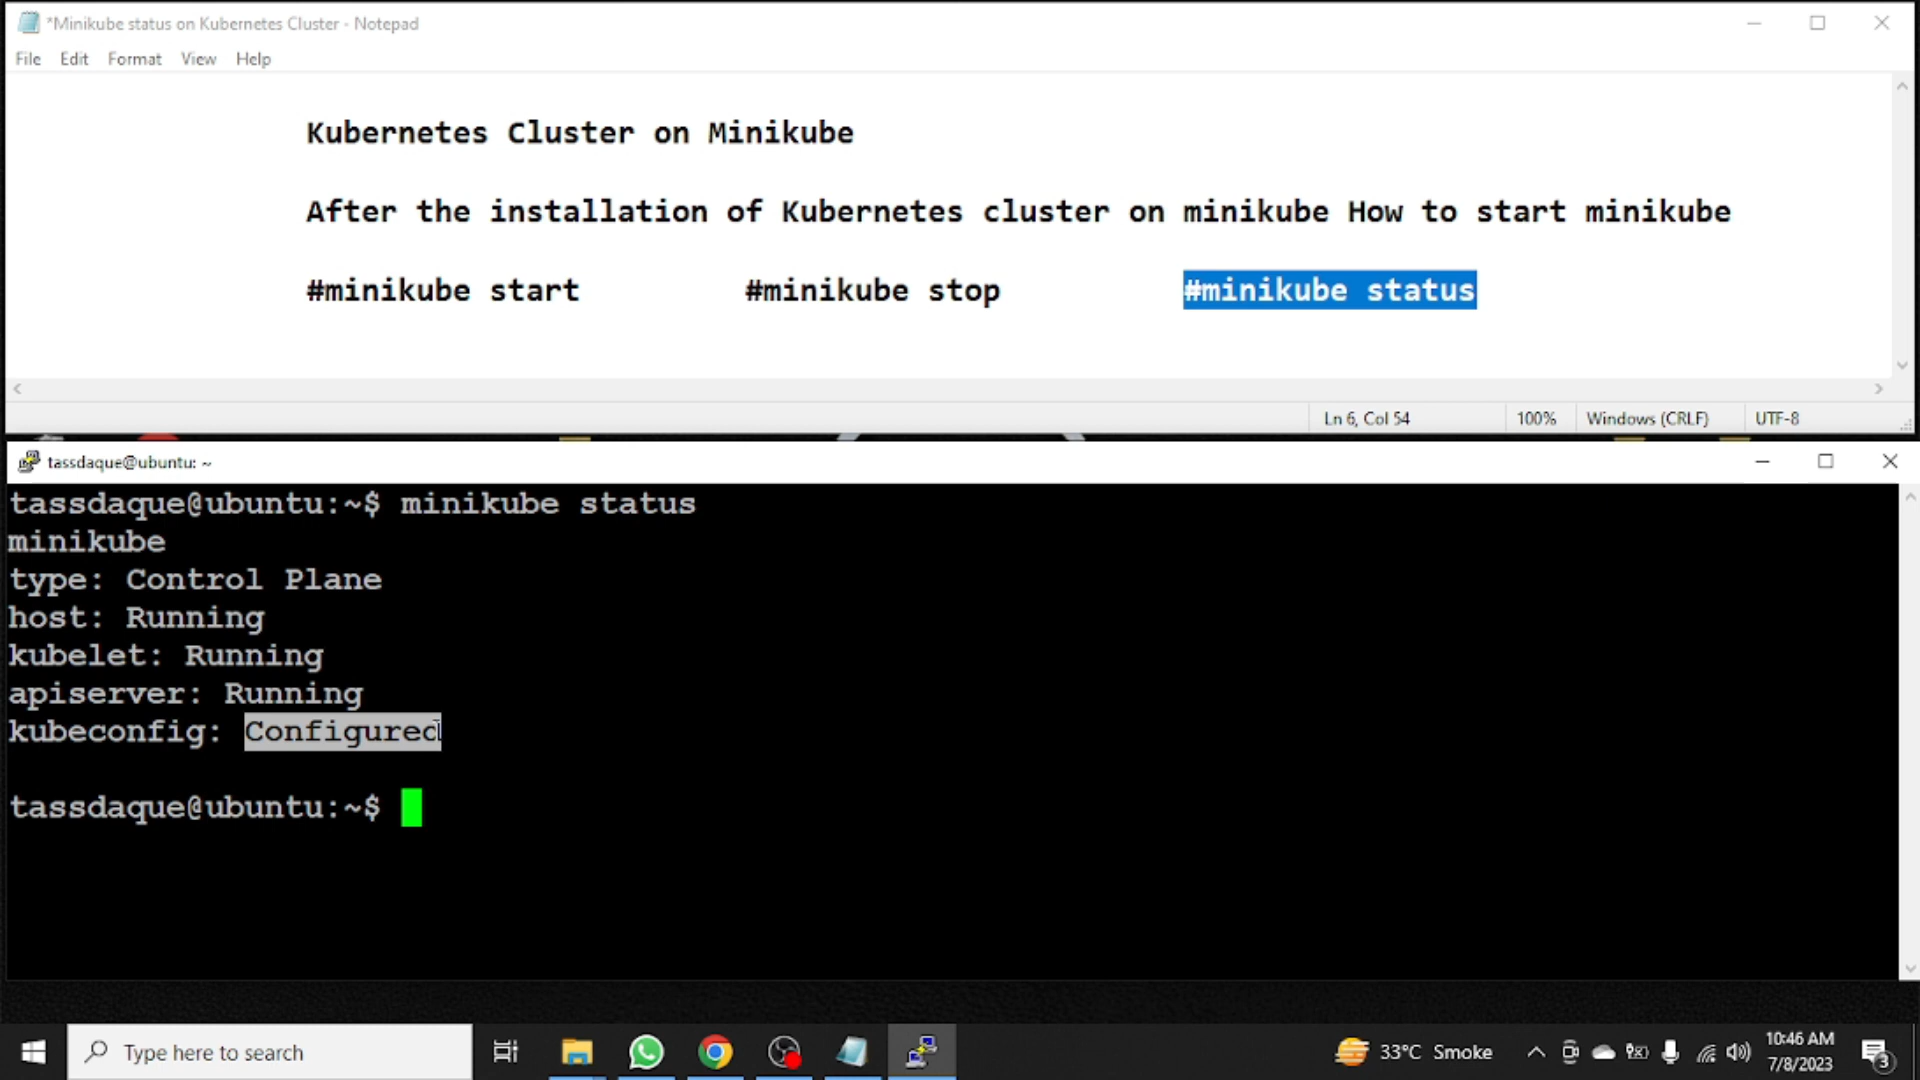 *Minikube status on Kubernetes Cluster - Notepad
File Edit Format View Help
Kubernetes Cluster on Minikube
After the installation of Kubernetes cluster on minikube How to start minikube
#minikube start #minikube stop #minikube status
Ln 6, Col 54 100% Windows (CRLF) UTF-8
tassdaque@ubuntu: ~
tassdaque@ubuntu:~$ minikube status
minikube
type: Control Plane
host: Running
kubelet: Running
apiserver: Running
kubeconfig: Configured
tassdaque@ubuntu:~$
Type here to search
33°C Smoke
10:46 AM
7/8/2023
3